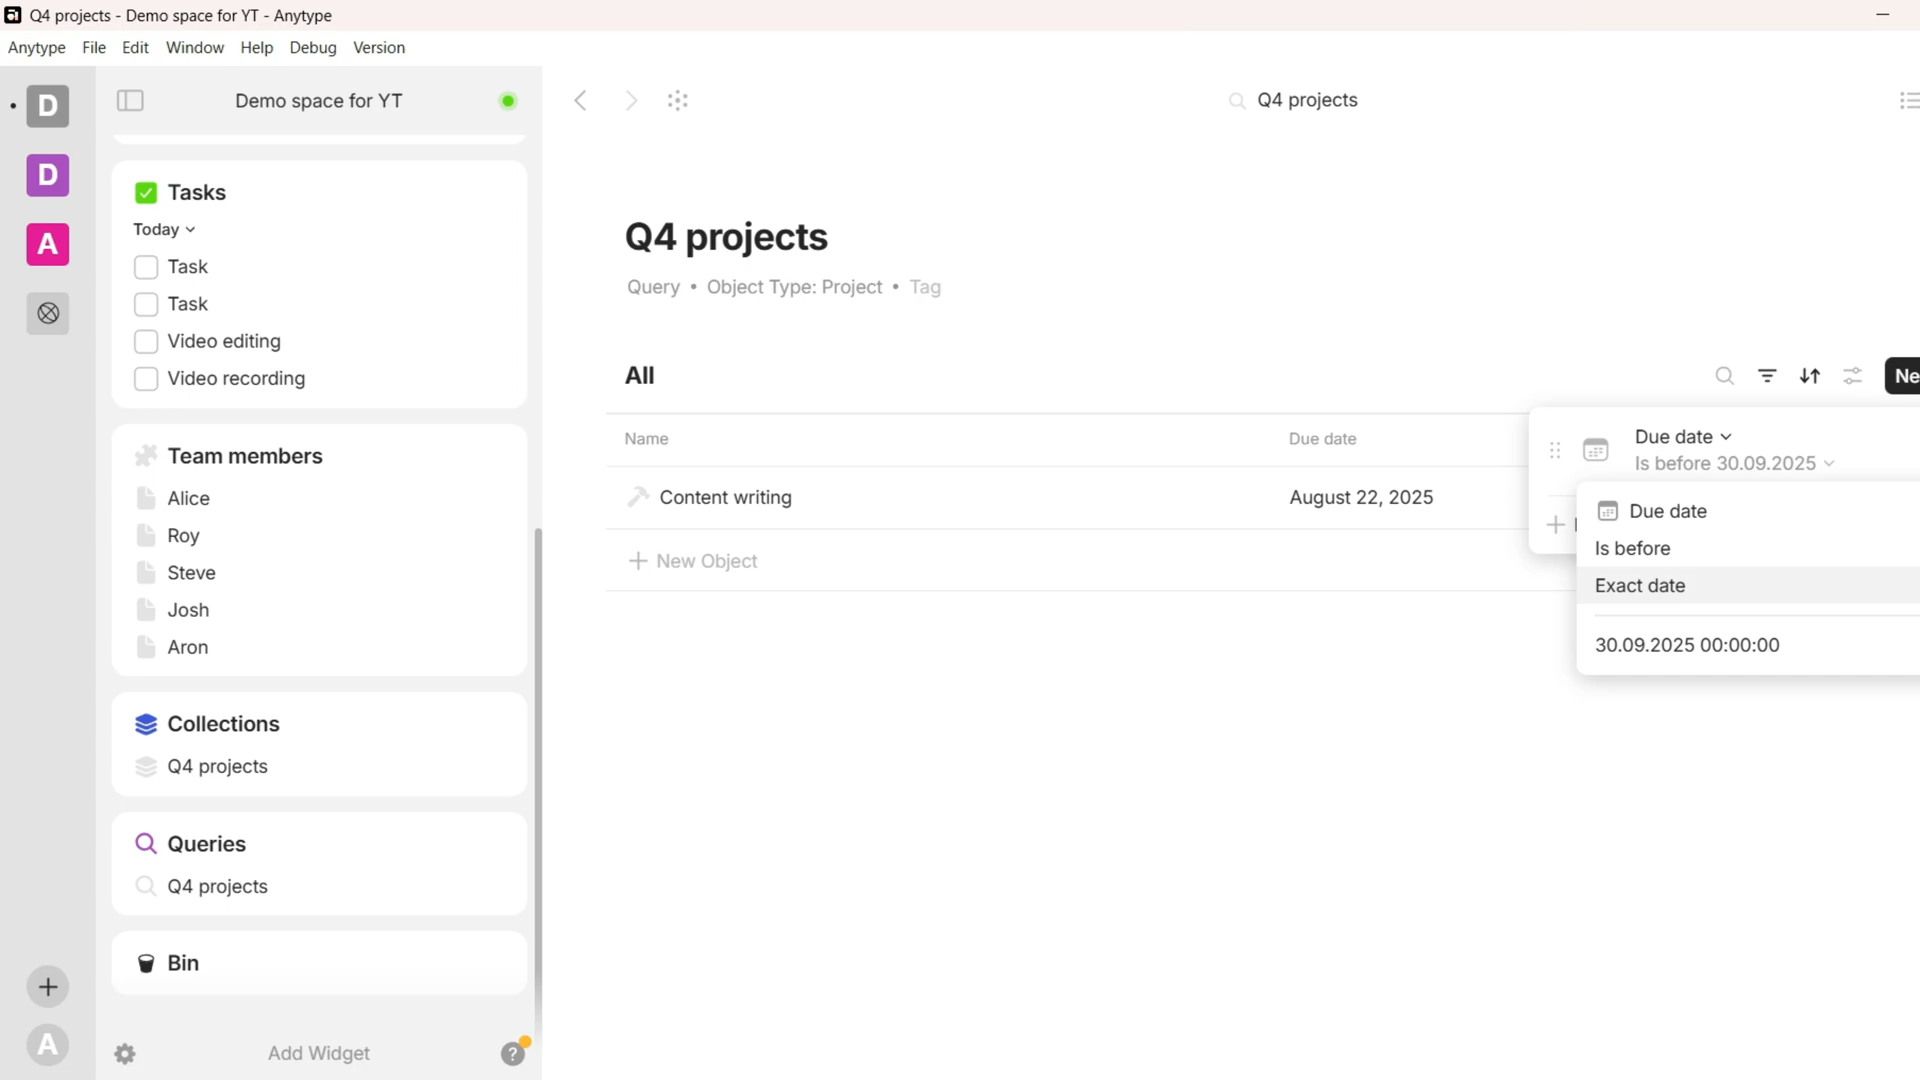 Q4 projects - Demo space for YT - Anytype
Anytype File Edit Window Help Debug Version
D
D
A
A
Demo space for YT
Tasks
Today
Task
Task
Video editing
Video recording
Team members
Alice
Roy
Steve
Josh
Aron
Collections
Q4 projects
Queries
Q4 projects
Bin
Add Widget
?
Q4 projects
Q4 projects
Query • Object Type: Project • Tag
All
Ne
Name Due date
Content writing August 22, 2025
New Object
Due date
Is before 30.09.2025
Due date
Is before
Exact date
30.09.2025 00:00:00